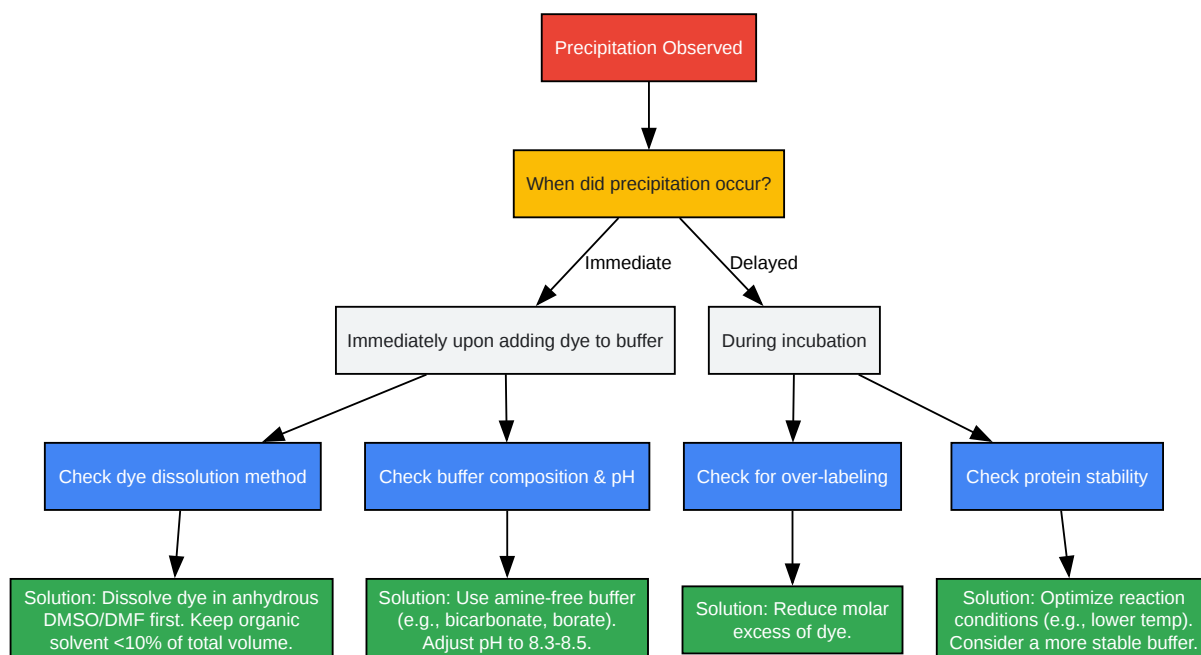 Precipitation Observed
When did precipitation occur?
Immediate
Delayed
Immediately upon adding dye to buffer
During incubation
Check dye dissolution method
Check buffer composition & pH
Check for over-labeling
Check protein stability
Solution: Dissolve dye in anhydrous
DMSO/DMF first. Keep organic
solvent <10% of total volume.
Solution: Use amine-free buffer
(e.g., bicarbonate, borate).
Adjust pH to 8.3-8.5.
Solution: Reduce molar
excess of dye.
Solution: Optimize reaction
conditions (e.g., lower temp).
Consider a more stable buffer.